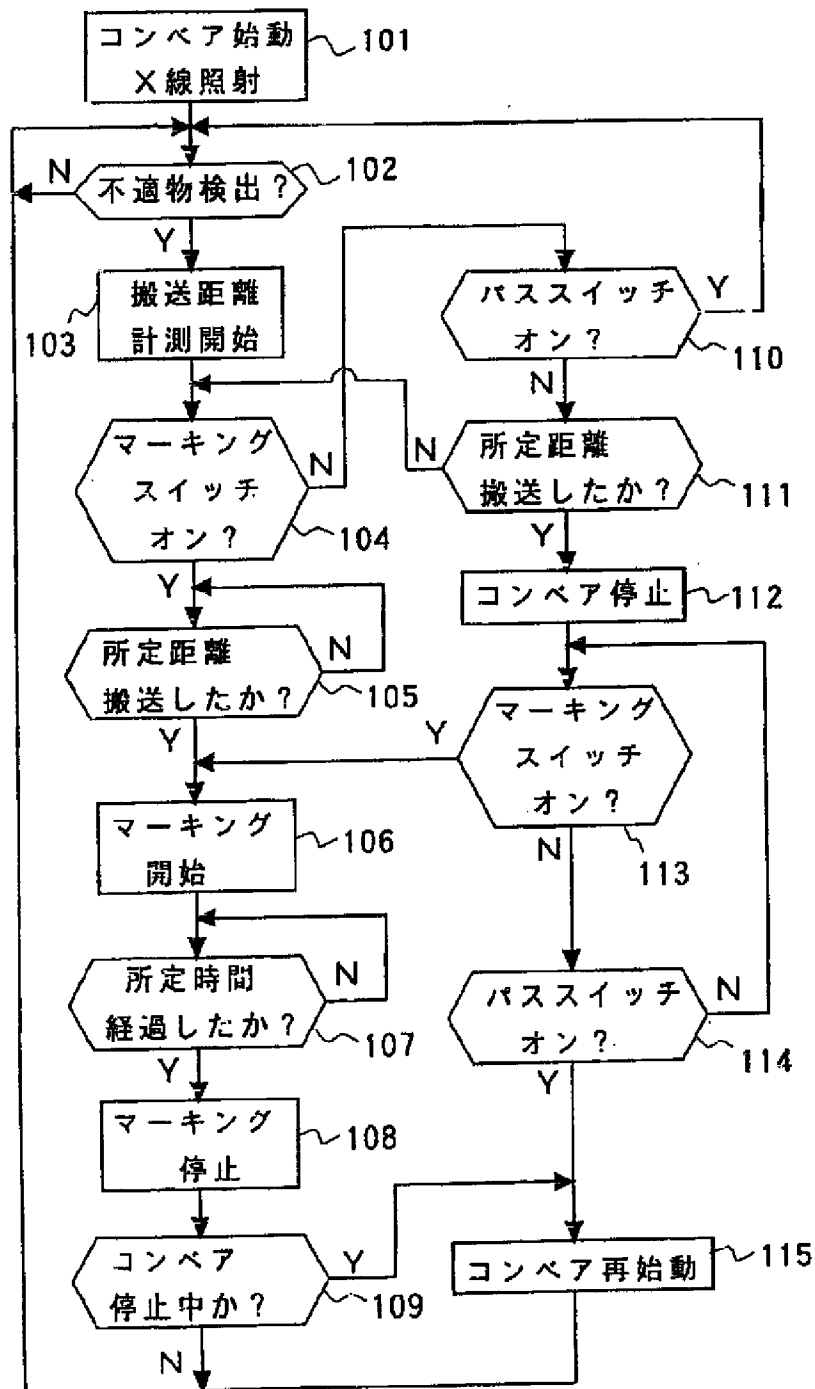 コンベア始動
X線照射
101
不適物検出?
102
N
Y
搬送距離
計測開始
103
パススイッチ
オン?
Y
110
N
マーキング
スイッチ
オン?
N
104
Y
所定距離
搬送したか?
N
111
Y
コンベア停止
112
所定距離
搬送したか?
N
105
Y
マーキング
スイッチ
オン?
Y
113
N
マーキング
開始
106
所定時間
経過したか?
N
107
Y
パススイッチ
オン?
N
114
Y
マーキング
停止
108
コンベア
停止中か?
Y
109
N
コンベア再始動
115